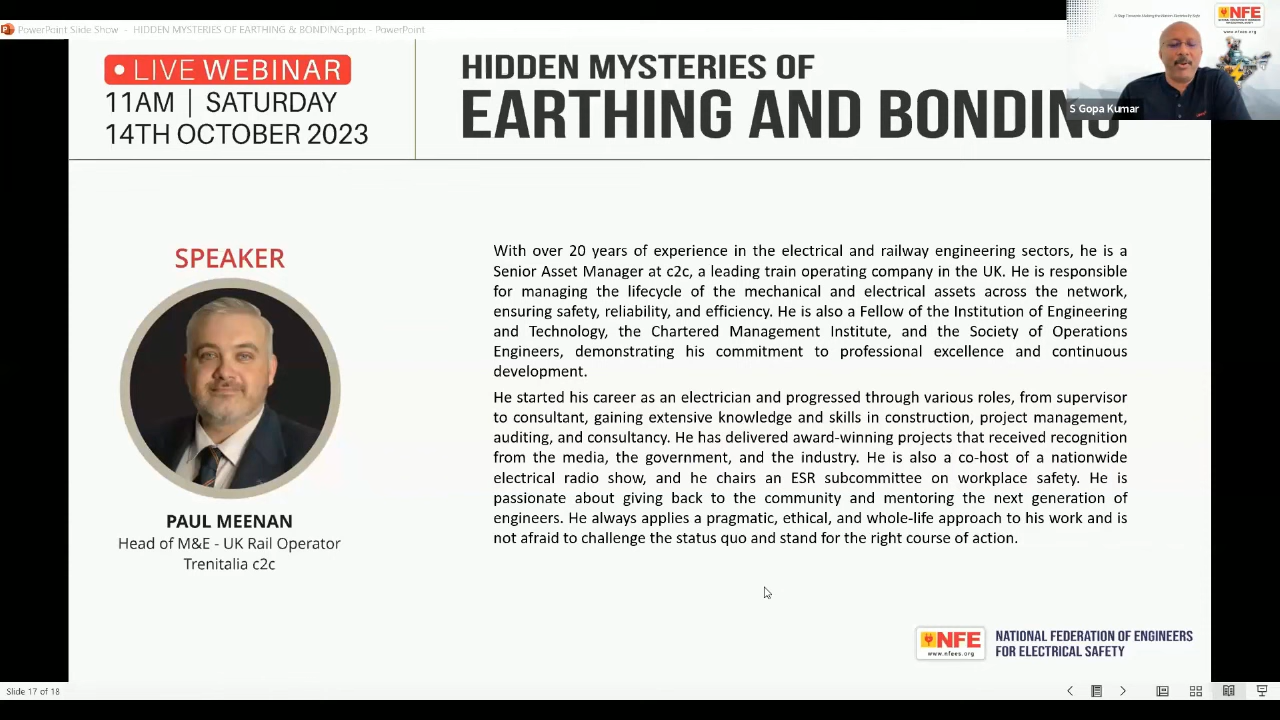 PowerPoint Slide Show - HIDDEN MYSTERIES OF EARTHING & BONDING.pptx - PowerPoint
A Step Towards Making the Nation Electrically Safe
NFE
www.nfees.org
S Gopa Kumar
• LIVE WEBINAR
11AM | SATURDAY
14TH OCTOBER 2023
HIDDEN MYSTERIES OF
EARTHING AND BONDING
SPEAKER
PAUL MEENAN
Head of M&E - UK Rail Operator
Trenitalia c2c
With over 20 years of experience in the electrical and railway engineering sectors, he is a
Senior Asset Manager at c2c, a leading train operating company in the UK. He is responsible
for managing the lifecycle of the mechanical and electrical assets across the network,
ensuring safety, reliability, and efficiency. He is also a Fellow of the Institution of Engineering
and Technology, the Chartered Management Institute, and the Society of Operations
Engineers, demonstrating his commitment to professional excellence and continuous
development.
He started his career as an electrician and progressed through various roles, from supervisor
to consultant, gaining extensive knowledge and skills in construction, project management,
auditing, and consultancy. He has delivered award-winning projects that received recognition
from the media, the government, and the industry. He is also a co-host of a nationwide
electrical radio show, and he chairs an ESR subcommittee on workplace safety. He is
passionate about giving back to the community and mentoring the next generation of
engineers. He always applies a pragmatic, ethical, and whole-life approach to his work and is
not afraid to challenge the status quo and stand for the right course of action.
NFE
www.nfees.org
NATIONAL FEDERATION OF ENGINEERS
FOR ELECTRICAL SAFETY
Slide 17 of 18